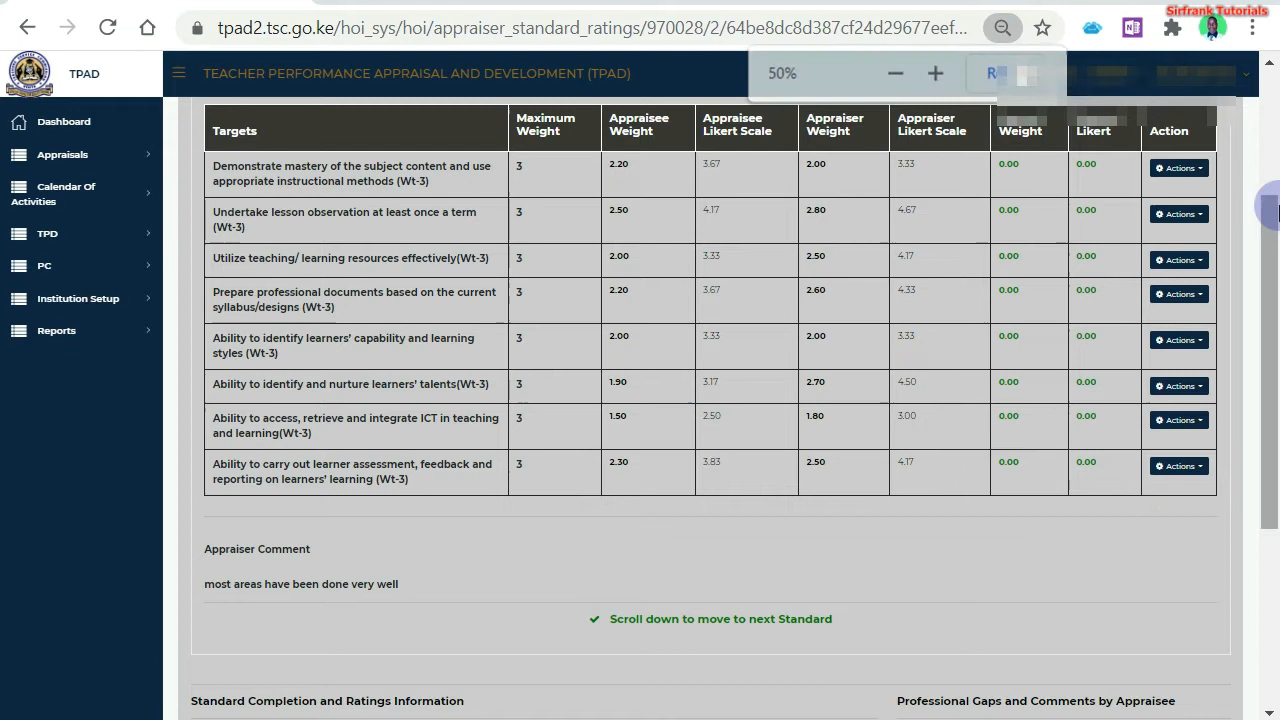 Sirfrank Tutorials
tpad2.tsc.go.ke/hoi_sys/hoi/appraiser_standard_ratings/970028/2/64be8d8d387cf24d29677eef...
TPAD
TEACHER PERFORMANCE APPRAISAL AND DEVELOPMENT (TPAD)
50%
Dashboard
Appraisals
Calendar Of
Activities
TPD
PC
Institution Setup
Reports
Targets Maximum Weight Appraisee Weight Appraisee Likert Scale Appraiser Weight Appraiser Likert Scale Weight Likert Action
Demonstrate mastery of the subject content and use 3 2.20 3.67 2.00 3.33 0.00 0.00 Actions
appropriate instructional methods (Wt-3)
Undertake lesson observation at least once a term 3 2.50 4.17 2.80 4.67 0.00 0.00 Actions
(Wt-3)
Utilize teaching/ learning resources effectively(Wt-3) 3 2.00 3.33 2.50 4.17 0.00 0.00 Actions
Prepare professional documents based on the current 3 2.20 3.67 2.60 4.33 0.00 0.00 Actions
syllabus/designs (Wt-3)
Ability to identify learners' capability and learning 3 2.00 3.33 2.00 3.33 0.00 0.00 Actions
styles (Wt-3)
Ability to identify and nurture learners' talents(Wt-3) 3 1.90 3.17 2.70 4.50 0.00 0.00 Actions
Ability to access, retrieve and integrate ICT in teaching 3 1.50 2.50 1.80 3.00 0.00 0.00 Actions
and learning(Wt-3)
Ability to carry out learner assessment, feedback and 3 2.30 3.83 2.50 4.17 0.00 0.00 Actions
reporting on learners' learning (Wt-3)
Appraiser Comment
most areas have been done very well
Scroll down to move to next Standard
Standard Completion and Ratings Information
Professional Gaps and Comments by Appraisee